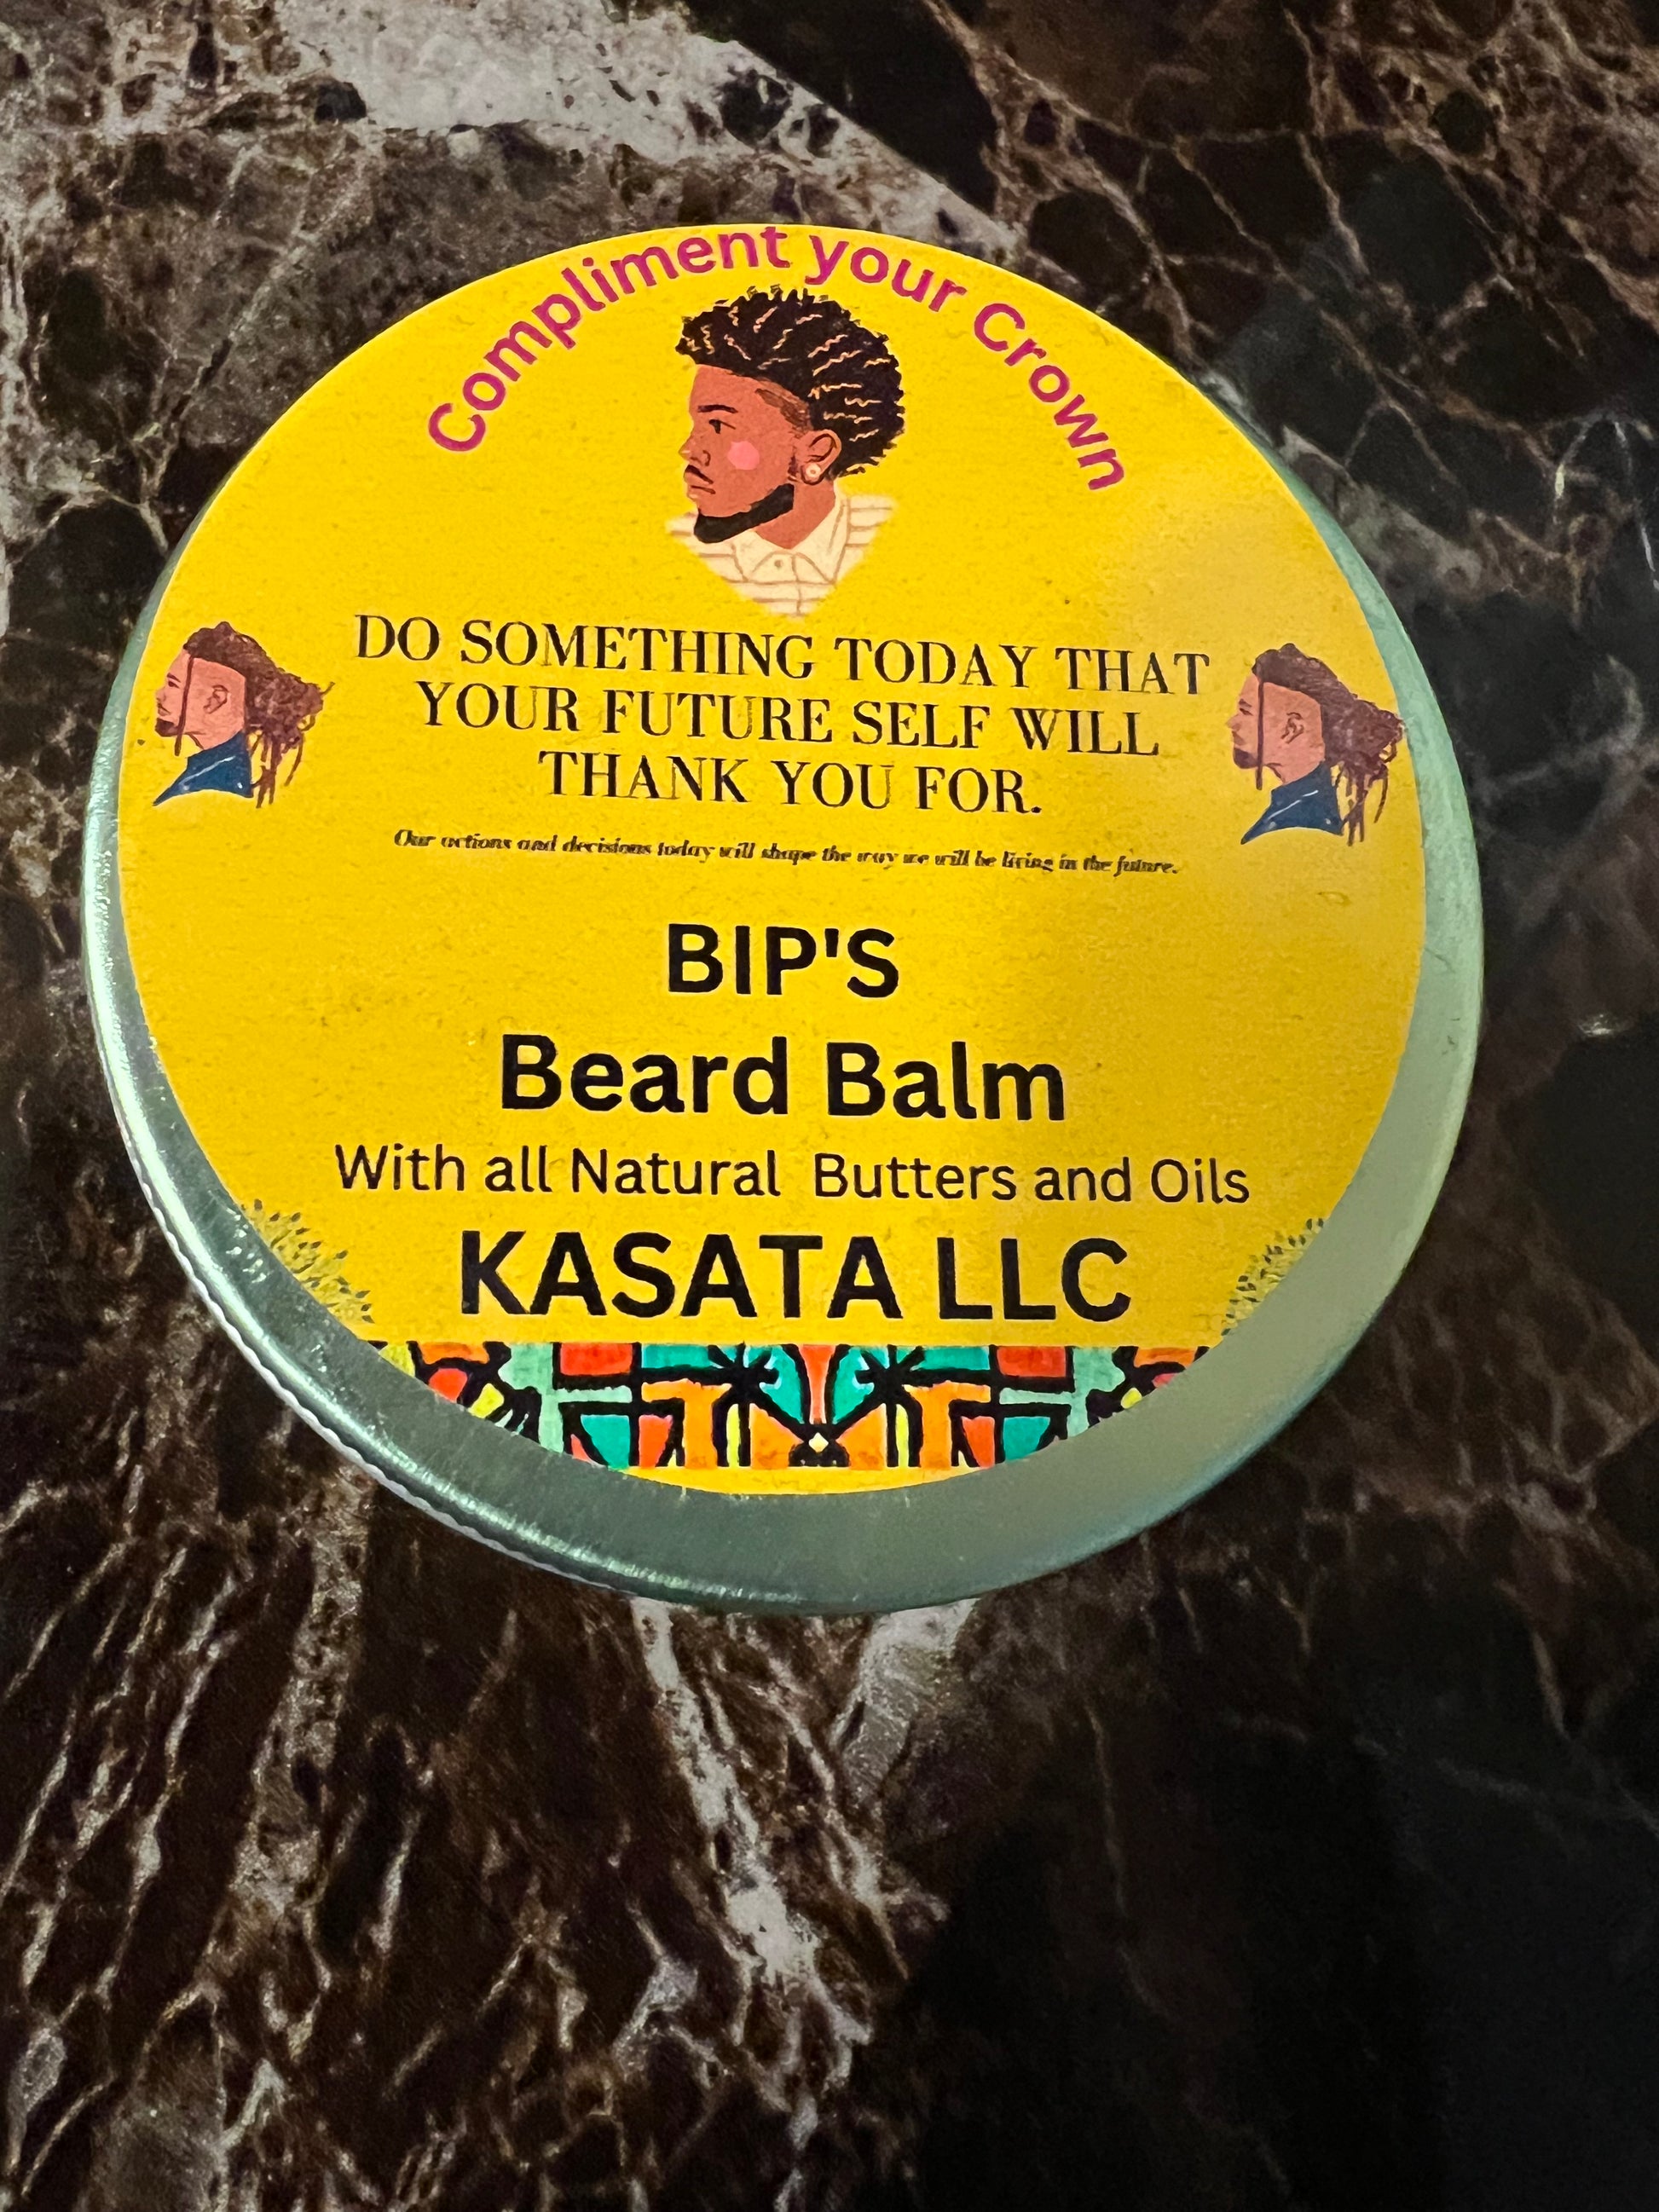 Compliment your Crown
DO SOMETHING TODAY THAT
YOUR FUTURE SELF WILL
THANK YOU FOR.
Our actions and decisions today will shape the way we will be living in the future.
BIP'S
Beard Balm
With all Natural Butters and Oils
KASATA LLC